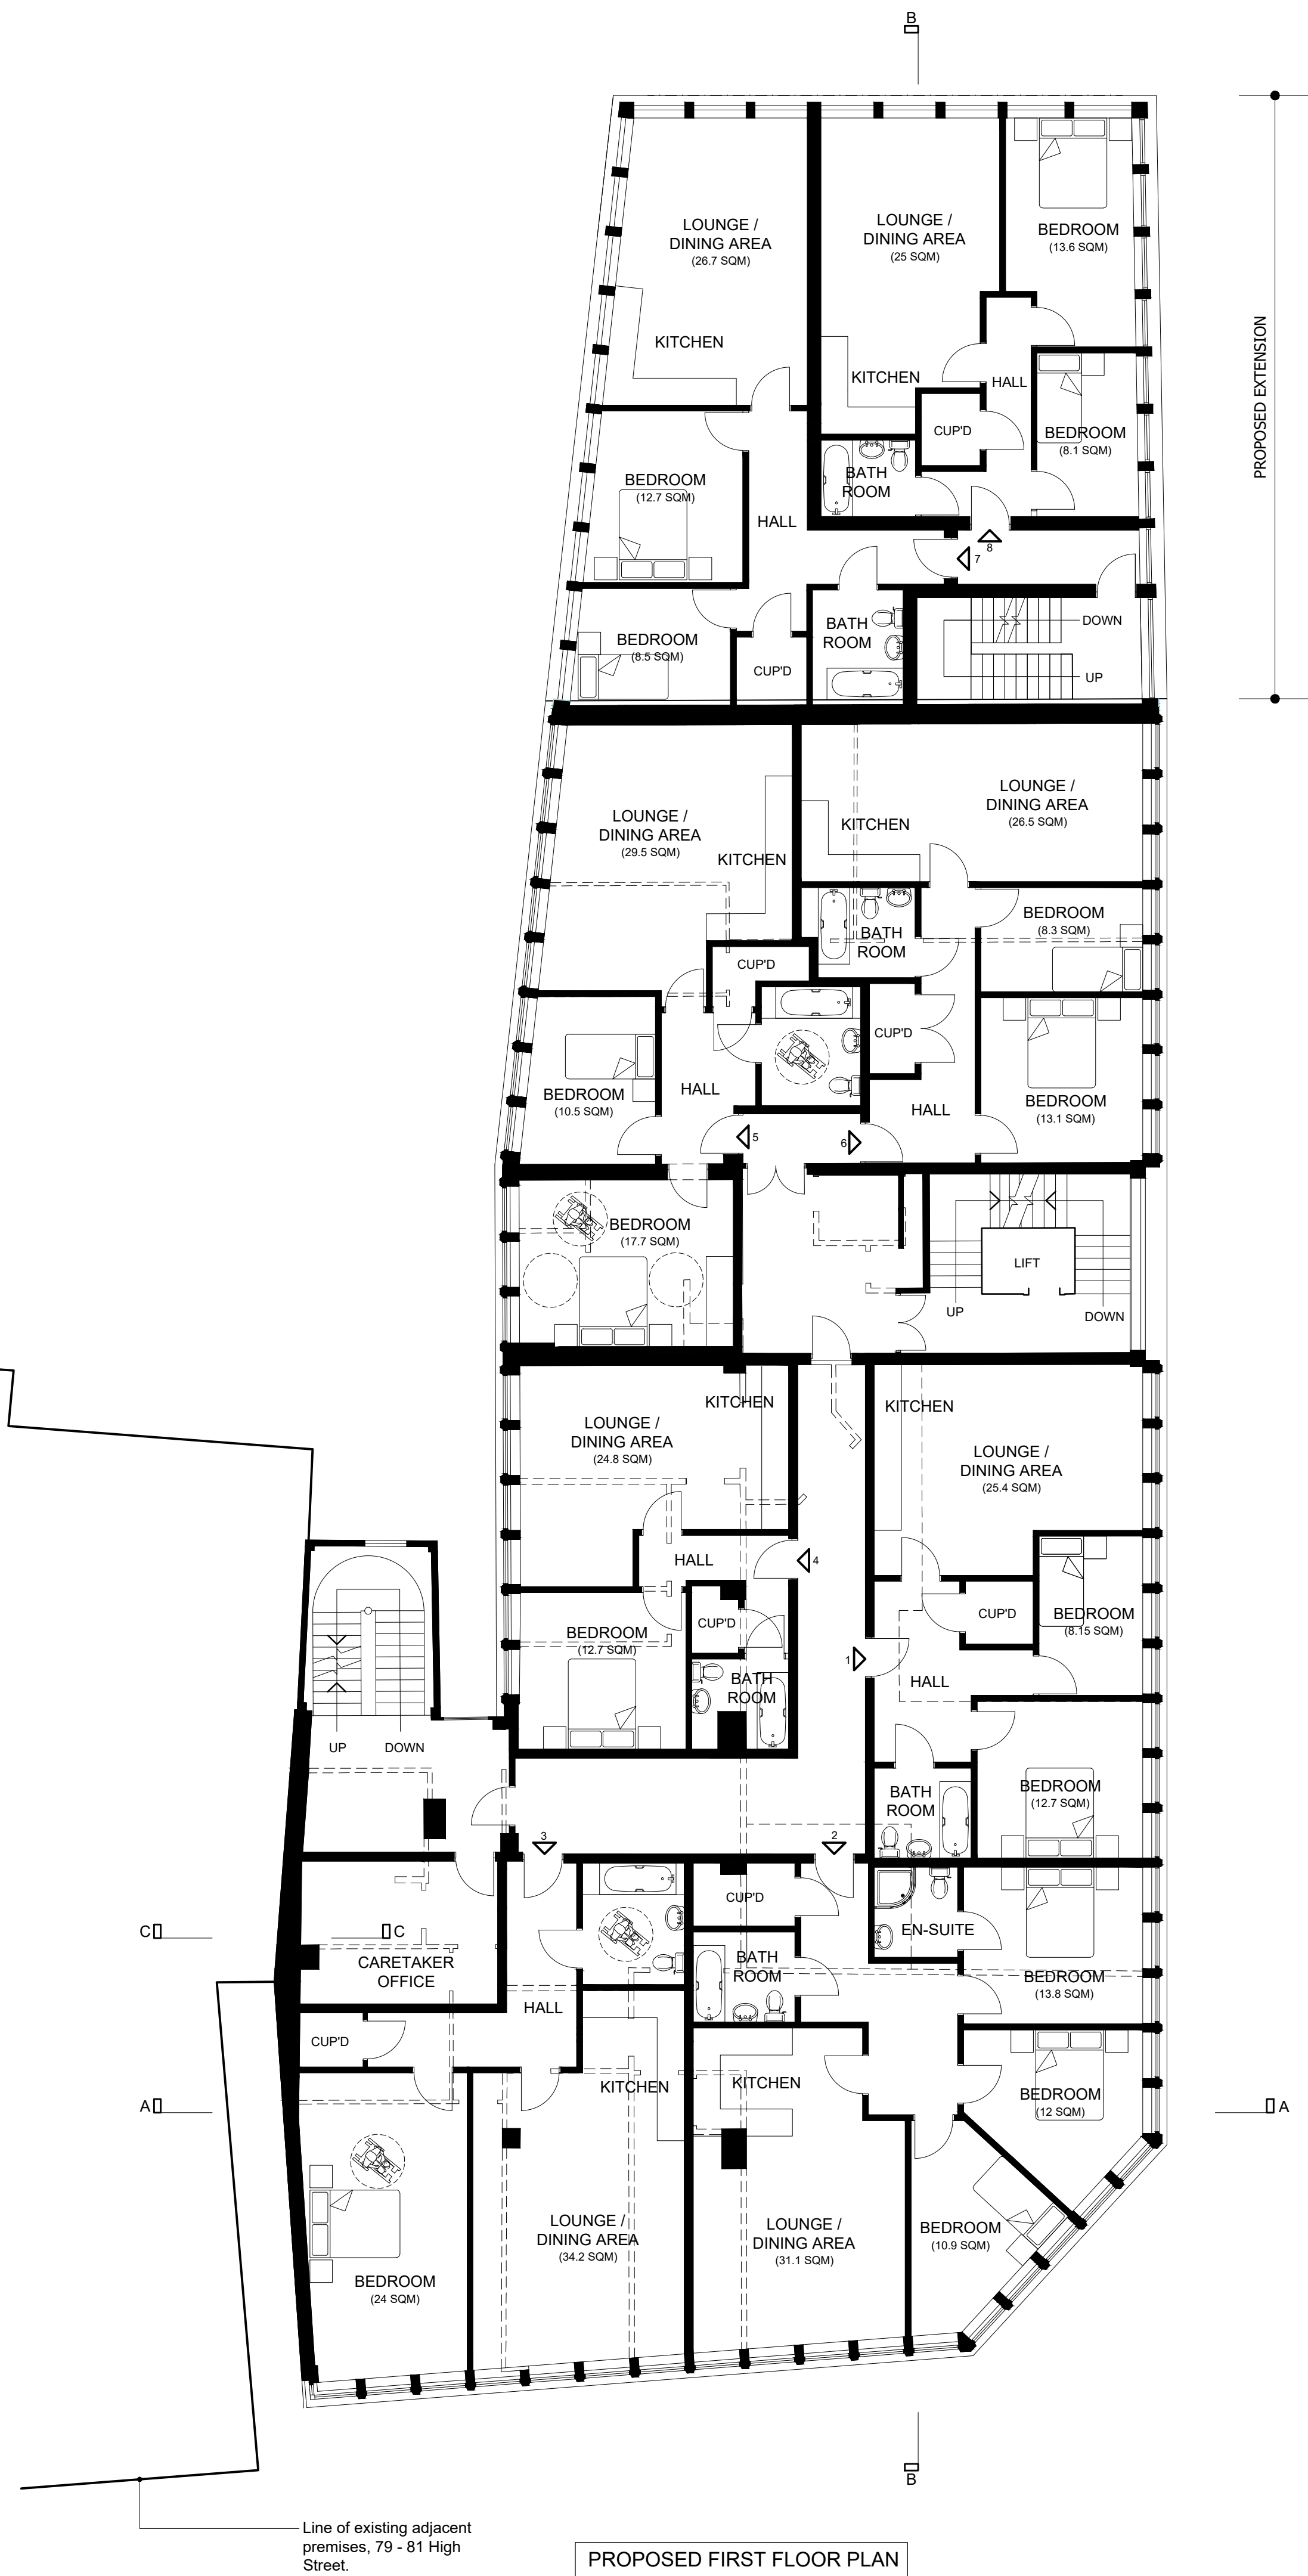 B
PROPOSED EXTENSION
LOUNGE /
DINING AREA
(26.7 SQM)
KITCHEN
LOUNGE /
DINING AREA
(25 SQM)
KITCHEN
BEDROOM
(13.6 SQM)
HALL
CUP'D
BEDROOM
(8.1 SQM)
BATH
ROOM
BEDROOM
(12.7 SQM)
HALL
8
7
BEDROOM
(8.5 SQM)
CUP'D
BATH
ROOM
DOWN
UP
LOUNGE /
DINING AREA
(29.5 SQM)
KITCHEN
LOUNGE /
DINING AREA
(26.5 SQM)
KITCHEN
BEDROOM
(8.3 SQM)
BATH
ROOM
CUP'D
CUP'D
BEDROOM
(10.5 SQM)
HALL
HALL
BEDROOM
(13.1 SQM)
5
6
BEDROOM
(17.7 SQM)
LIFT
UP
DOWN
LOUNGE /
DINING AREA
(24.8 SQM)
KITCHEN
KITCHEN
LOUNGE /
DINING AREA
(25.4 SQM)
HALL
4
CUP'D
BEDROOM
(12.7 SQM)
BATH
ROOM
CUP'D
BEDROOM
(8.15 SQM)
1
HALL
UP
DOWN
BATH
ROOM
BEDROOM
(12.7 SQM)
3
2
CUP'D
EN-SUITE
C
C
CARETAKER
OFFICE
BATH
ROOM
BEDROOM
(13.8 SQM)
HALL
CUP'D
KITCHEN
KITCHEN
BEDROOM
(12 SQM)
A
A
LOUNGE /
DINING AREA
(34.2 SQM)
LOUNGE /
DINING AREA
(31.1 SQM)
BEDROOM
(10.9 SQM)
BEDROOM
(24 SQM)
B
Line of existing adjacent
premises, 79 - 81 High
Street.
PROPOSED FIRST FLOOR PLAN